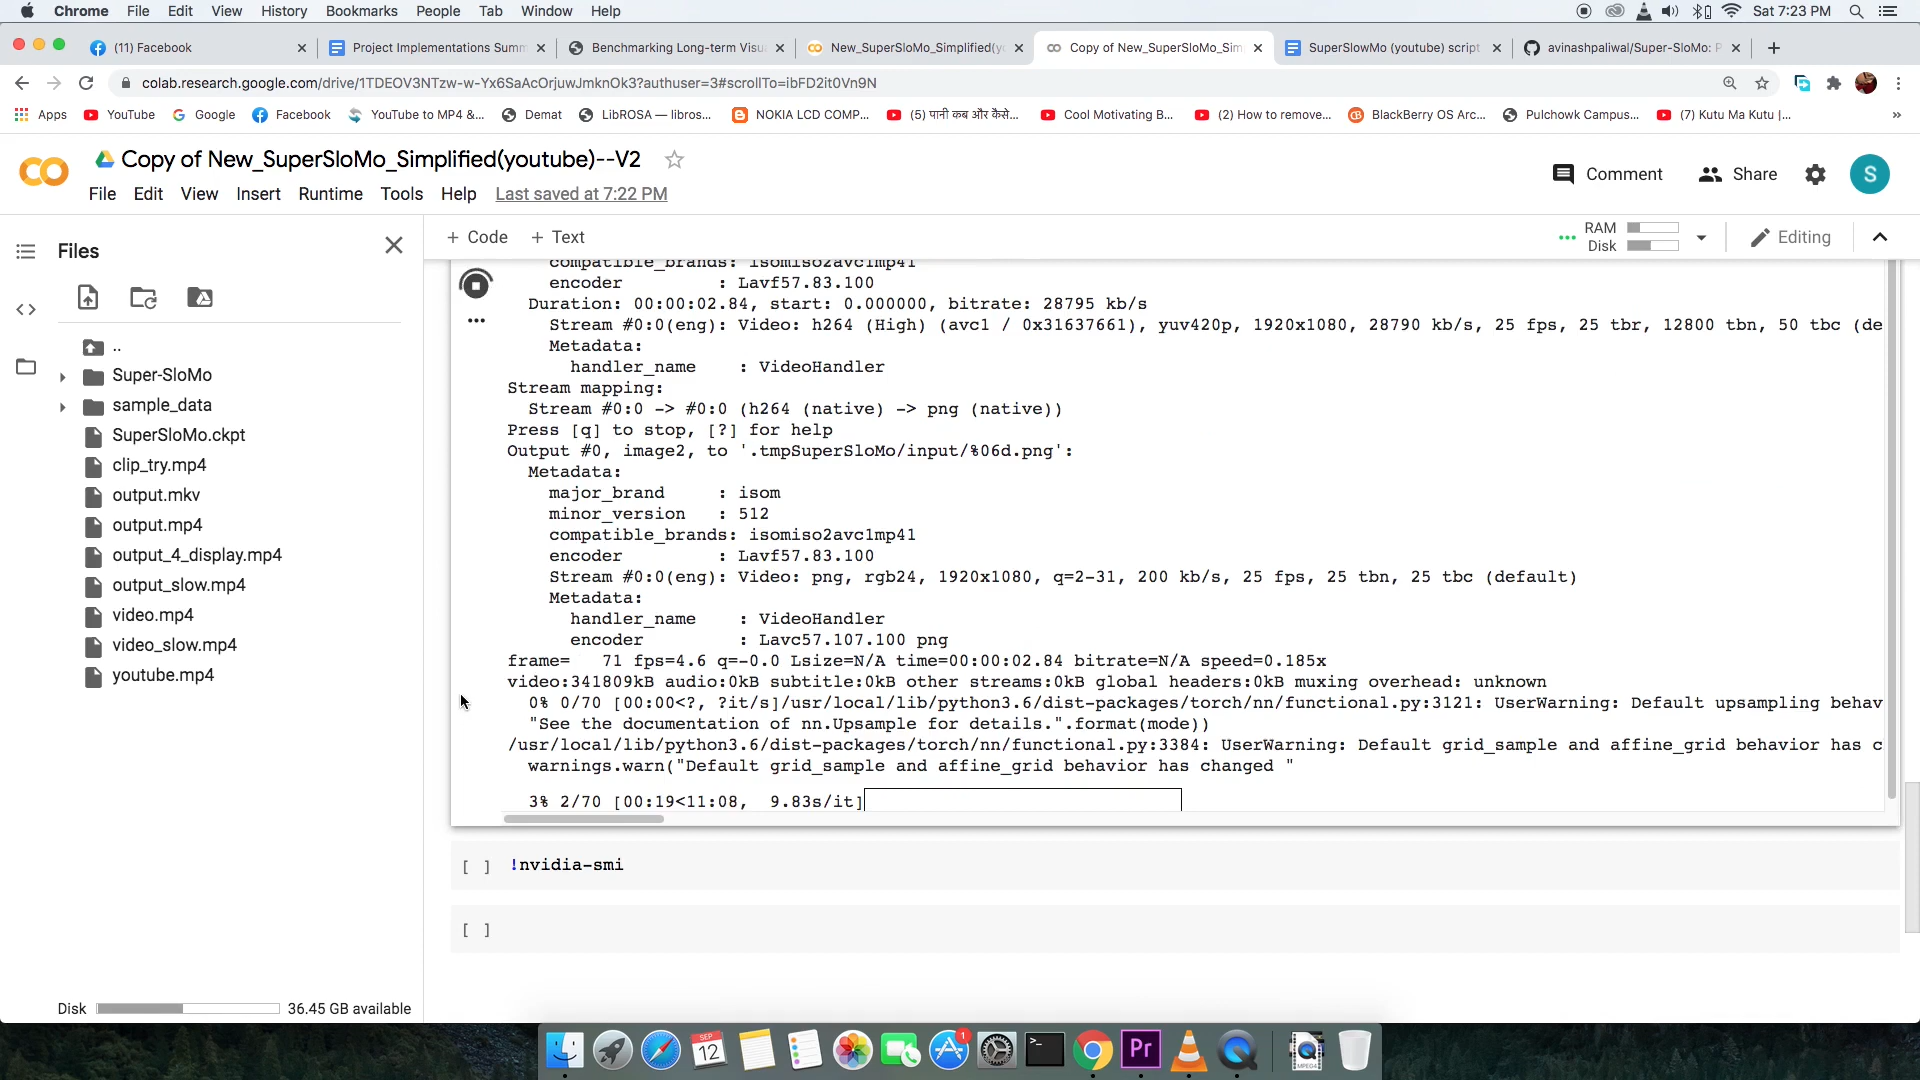 Chrome File Edit View History Bookmarks People Tab Window Help Sat 7:23 PM
(11) Facebook Project Implementations Summ Benchmarking Long-term Visu New_SuperSloMo_Simplified(y Copy of New_SuperSloMo_Sim SuperSlowMo (youtube) script avinashpaliwal/Super-SloMo: P
colab.research.google.com/drive/1TDEOV3NTzw-w-Yx6SaAcOrjuwJmknOk3?authuser=3#scrollTo=ibFD2it0Vn9N
Apps YouTube Google Facebook YouTube to MP4 &... Demat LibROSA — libros... NOKIA LCD COMP... (5) पानी कब और कैसे... Cool Motivating B... (2) How to remove... BlackBerry OS Arc... Pulchowk Campus... (7) Kutu Ma Kutu |... »
Copy of New_SuperSloMo_Simplified(youtube)--V2
Comment Share S
File Edit View Insert Runtime Tools Help Last saved at 7:22 PM
Files
+ Code + Text
RAM
Disk
Editing
..
Super-SloMo
sample_data
SuperSloMo.ckpt
clip_try.mp4
output.mkv
output.mp4
output_4_display.mp4
output_slow.mp4
video.mp4
video_slow.mp4
youtube.mp4
Disk 36.45 GB available
compatible_brands: isomiso2avc1mp41
encoder : Lavf57.83.100
Duration: 00:00:02.84, start: 0.000000, bitrate: 28795 kb/s
Stream #0:0(eng): Video: h264 (High) (avc1 / 0x31637661), yuv420p, 1920x1080, 28790 kb/s, 25 fps, 25 tbr, 12800 tbn, 50 tbc (de
Metadata:
handler_name : VideoHandler
Stream mapping:
Stream #0:0 -> #0:0 (h264 (native) -> png (native))
Press [q] to stop, [?] for help
Output #0, image2, to '.tmpSuperSloMo/input/%06d.png':
Metadata:
major_brand : isom
minor_version : 512
compatible_brands: isomiso2avc1mp41
encoder : Lavf57.83.100
Stream #0:0(eng): Video: png, rgb24, 1920x1080, q=2-31, 200 kb/s, 25 fps, 25 tbn, 25 tbc (default)
Metadata:
handler_name : VideoHandler
encoder : Lavc57.107.100 png
frame= 71 fps=4.6 q=-0.0 Lsize=N/A time=00:00:02.84 bitrate=N/A speed=0.185x
video:341809kB audio:0kB subtitle:0kB other streams:0kB global headers:0kB muxing overhead: unknown
0% 0/70 [00:00<?, ?it/s]/usr/local/lib/python3.6/dist-packages/torch/nn/functional.py:3121: UserWarning: Default upsampling behav
"See the documentation of nn.Upsample for details.".format(mode))
/usr/local/lib/python3.6/dist-packages/torch/nn/functional.py:3384: UserWarning: Default grid_sample and affine_grid behavior has c
warnings.warn("Default grid_sample and affine_grid behavior has changed "
3% 2/70 [00:19<11:08, 9.83s/it]
[ ] !nvidia-smi
[ ]
SEP
12
1
Pr
MPEG4